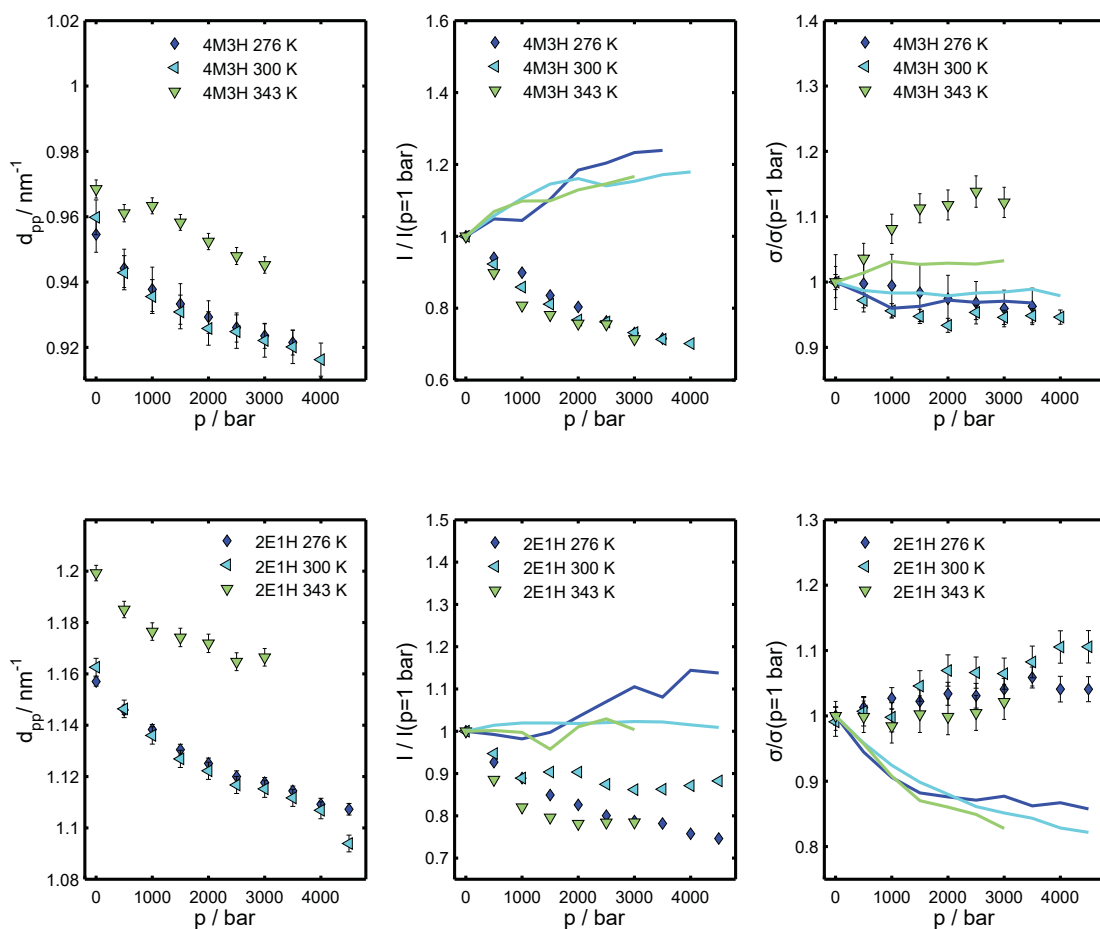 1.02
1
0.98
0.96
0.94
0.92
d_pp / nm⁻¹
4M3H 276 K
4M3H 300 K
4M3H 343 K
0 1000 2000 3000 4000
p / bar
1.6
1.4
1.2
1
0.8
0.6
I / I(p=1 bar)
4M3H 276 K
4M3H 300 K
4M3H 343 K
0 1000 2000 3000 4000
p / bar
1.4
1.3
1.2
1.1
1
0.9
σ/σ(p=1 bar)
4M3H 276 K
4M3H 300 K
4M3H 343 K
0 1000 2000 3000 4000
p / bar
1.2
1.18
1.16
1.14
1.12
1.1
1.08
d_pp / nm⁻¹
2E1H 276 K
2E1H 300 K
2E1H 343 K
0 1000 2000 3000 4000
p / bar
1.5
1.4
1.3
1.2
1.1
1
0.9
0.8
0.7
I / I(p=1 bar)
2E1H 276 K
2E1H 300 K
2E1H 343 K
0 1000 2000 3000 4000
p / bar
1.3
1.2
1.1
1
0.9
0.8
σ/σ(p=1 bar)
2E1H 276 K
2E1H 300 K
2E1H 343 K
0 1000 2000 3000 4000
p / bar